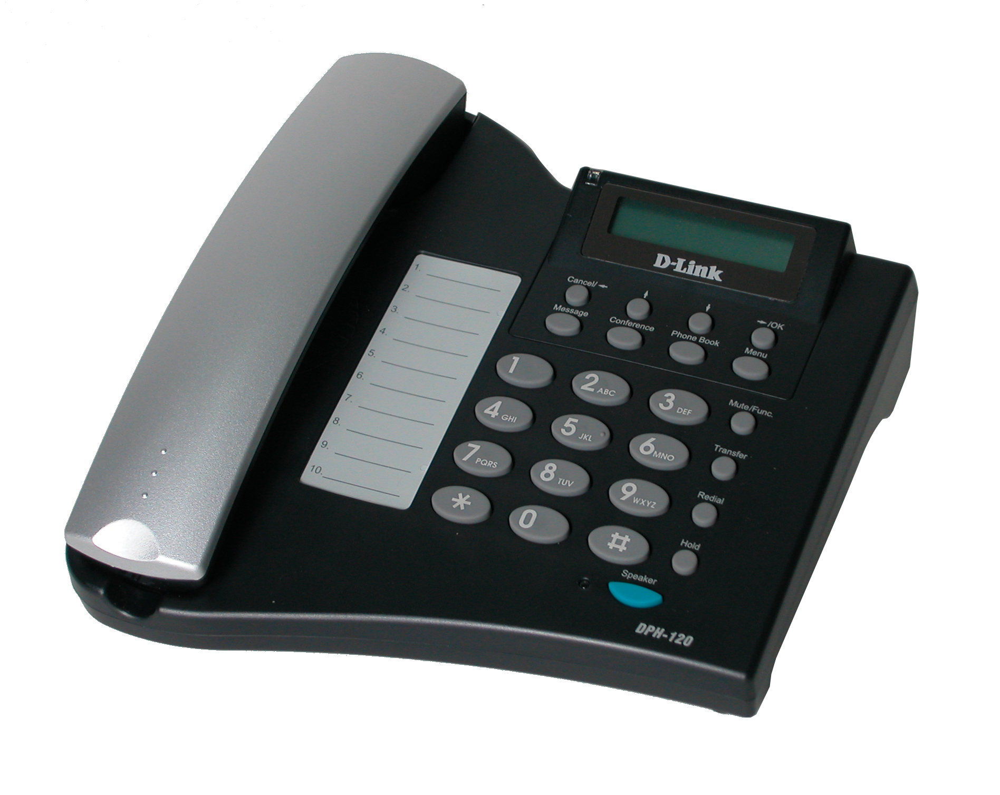 D-Link
Cancel/←
↑
↓
→/OK
Message
Conference
Phone Book
Menu
1.
2.
3.
4.
5.
6.
7.
8.
9.
10.
1
2 ABC
3 DEF
Mute/Func.
4 GHI
5 JKL
6 MNO
Transfer
7 PQRS
8 TUV
9 WXYZ
Redial
*
0
#
Hold
Speaker
DPH-120